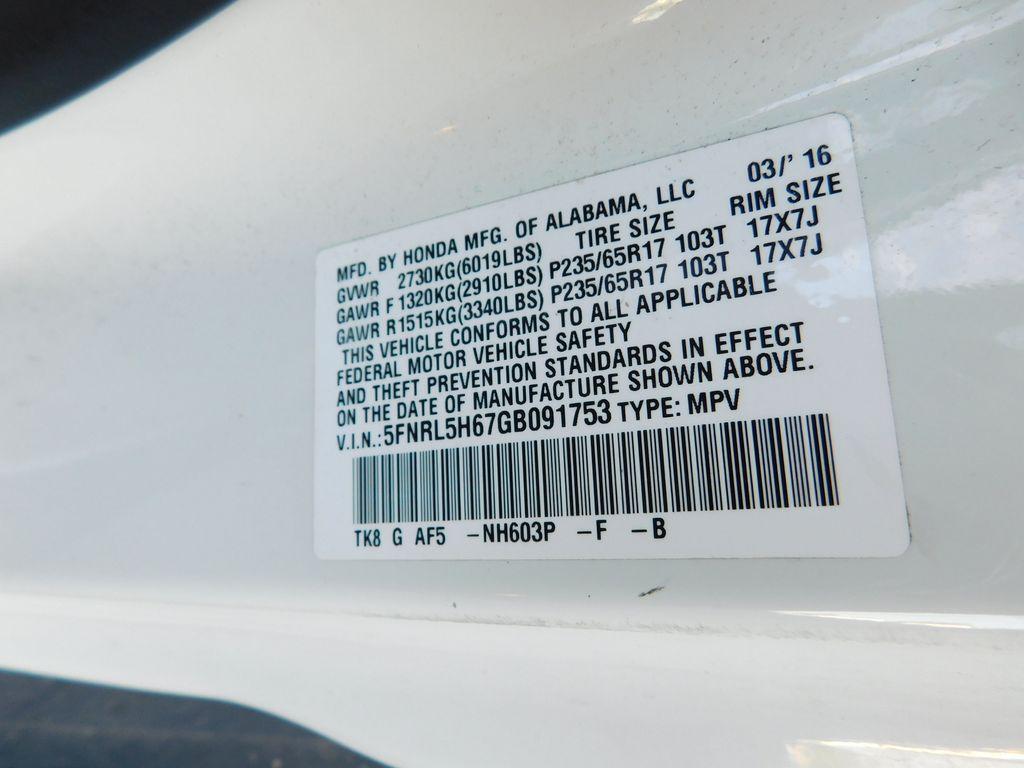 MFD. BY HONDA MFG. OF ALABAMA, LLC 03/' 16
GVWR 2730KG(6019LBS) TIRE SIZE RIM SIZE
GAWR F 1320KG(2910LBS) P235/65R17 103T 17X7J
GAWR R1515KG(3340LBS) P235/65R17 103T 17X7J
THIS VEHICLE CONFORMS TO ALL APPLICABLE
FEDERAL MOTOR VEHICLE SAFETY
AND THEFT PREVENTION STANDARDS IN EFFECT
ON THE DATE OF MANUFACTURE SHOWN ABOVE.
V.I.N.: 5FNRL5H67GB091753 TYPE: MPV
TK8 G AF5 -NH603P -F -B